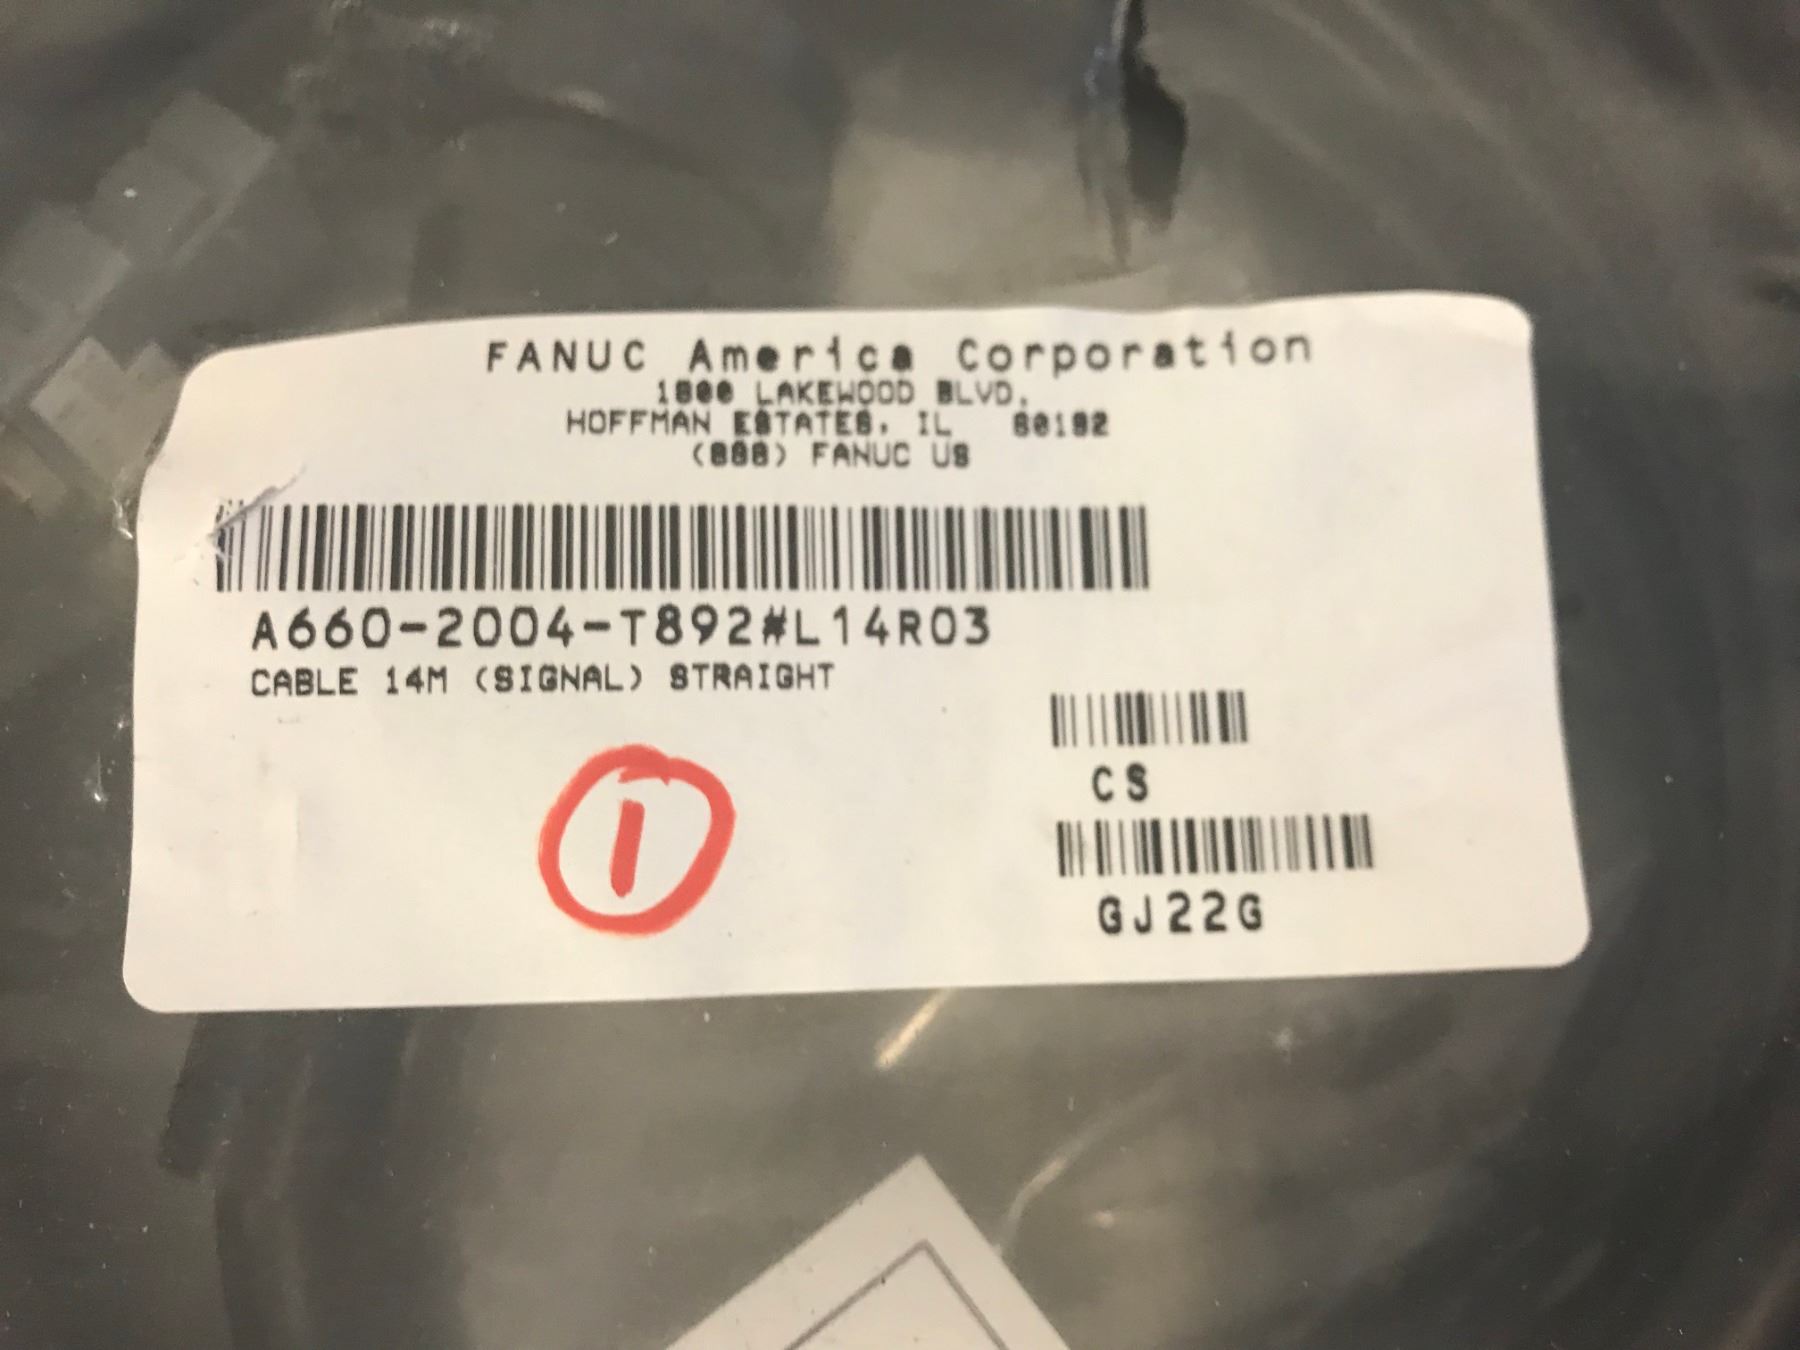 FANUC America Corporation
1800 LAKEWOOD BLVD.
HOFFMAN ESTATES, IL 60192
(888) FANUC US
A660-2004-T892#L14R03
CABLE 14M (SIGNAL) STRAIGHT
1
CS
GJ22G